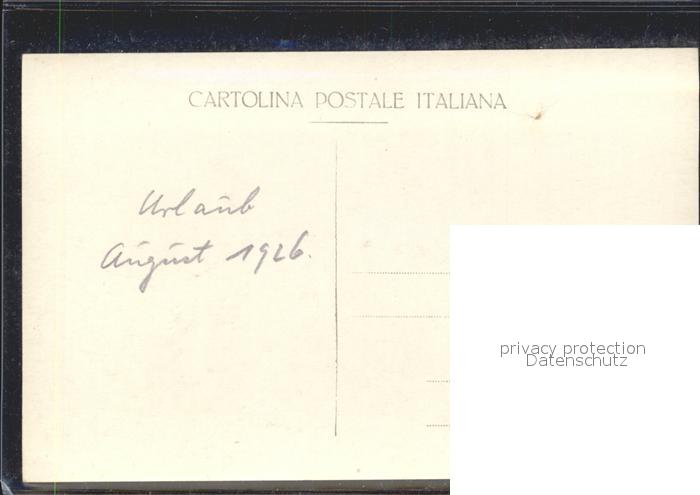 CARTOLINA POSTALE ITALIANA
Urlaub
August 1926.
privacy protection
Datenschutz